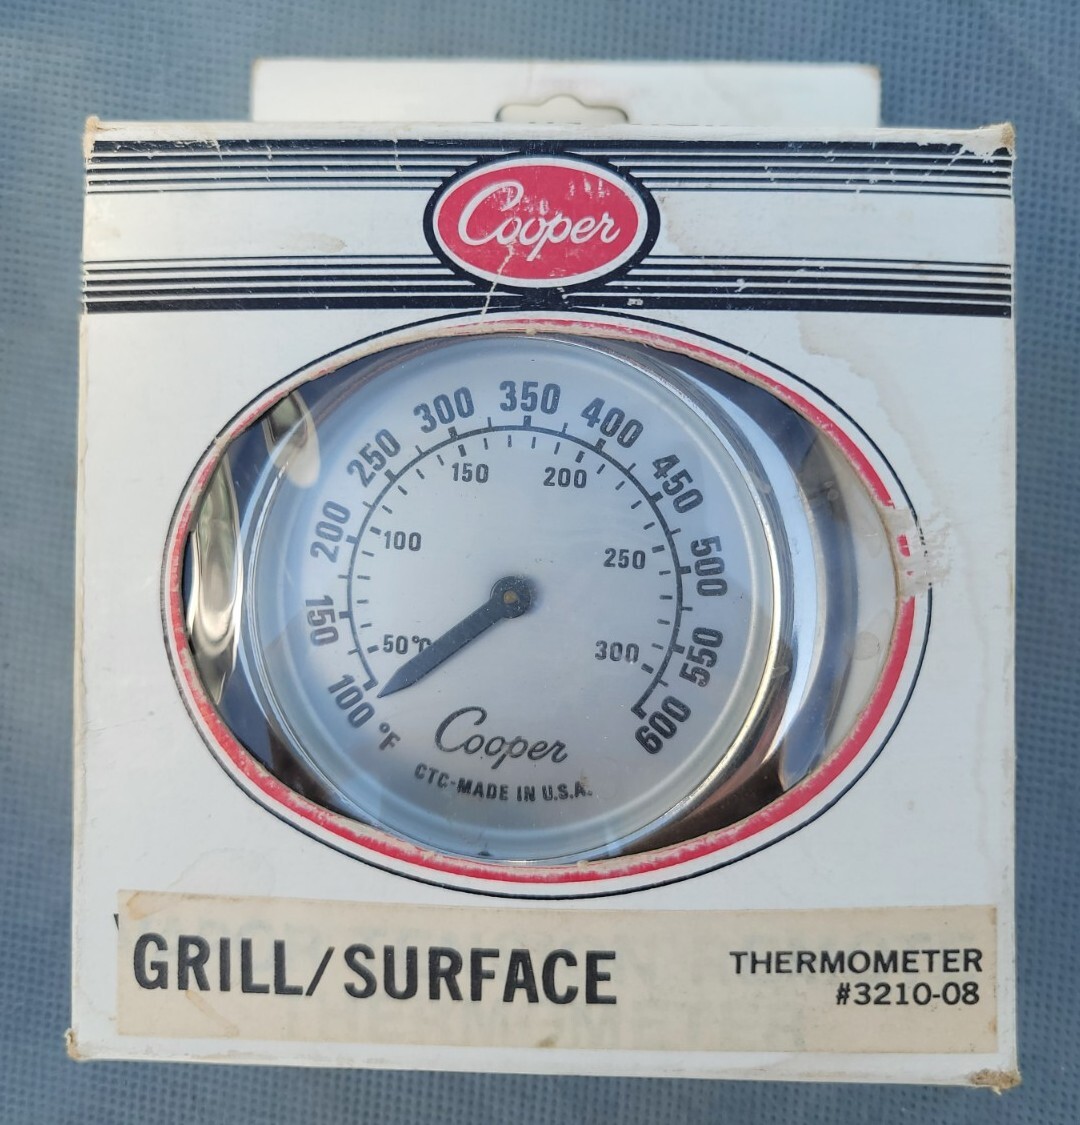 Cooper
100 °F
150
200
250
300
350
400
450
500
550
600
50°C
100
150
200
250
300
Cooper
CTC-MADE IN U.S.A.
GRILL/SURFACE
THERMOMETER
#3210-08